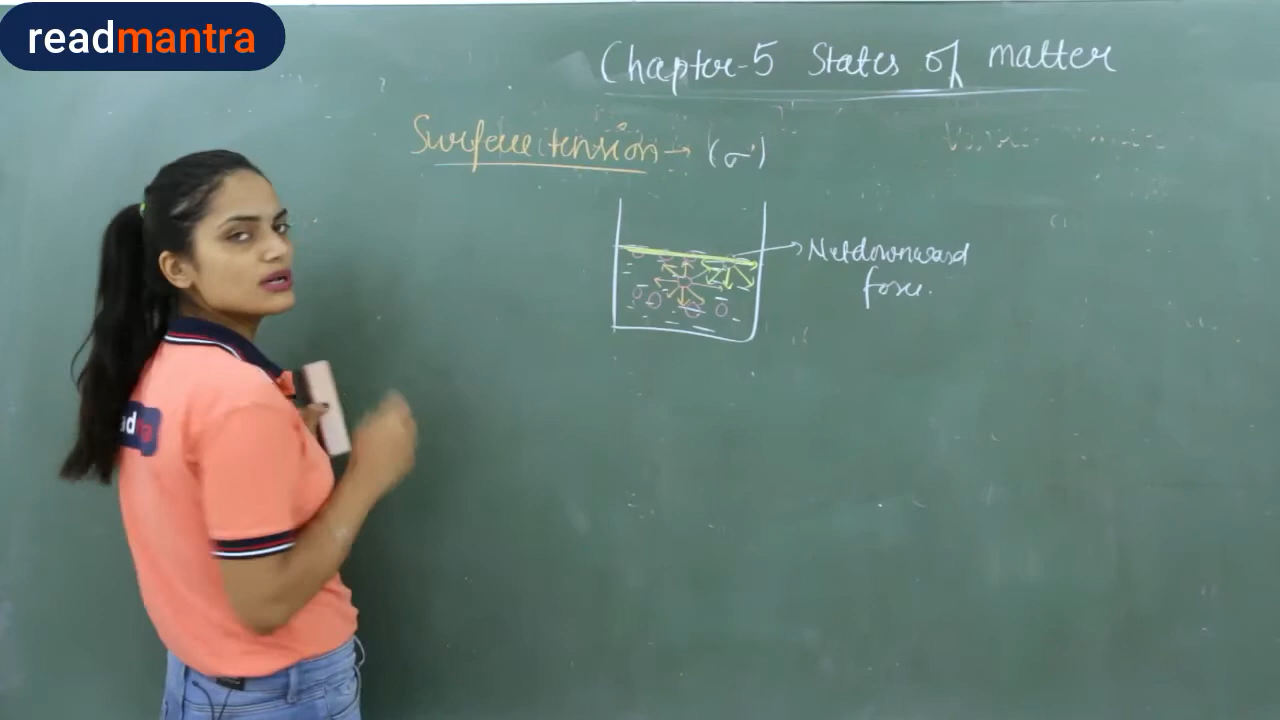 readmantra
Chapter-5 States of matter
Surface tension → (σ)
Net downward
force.